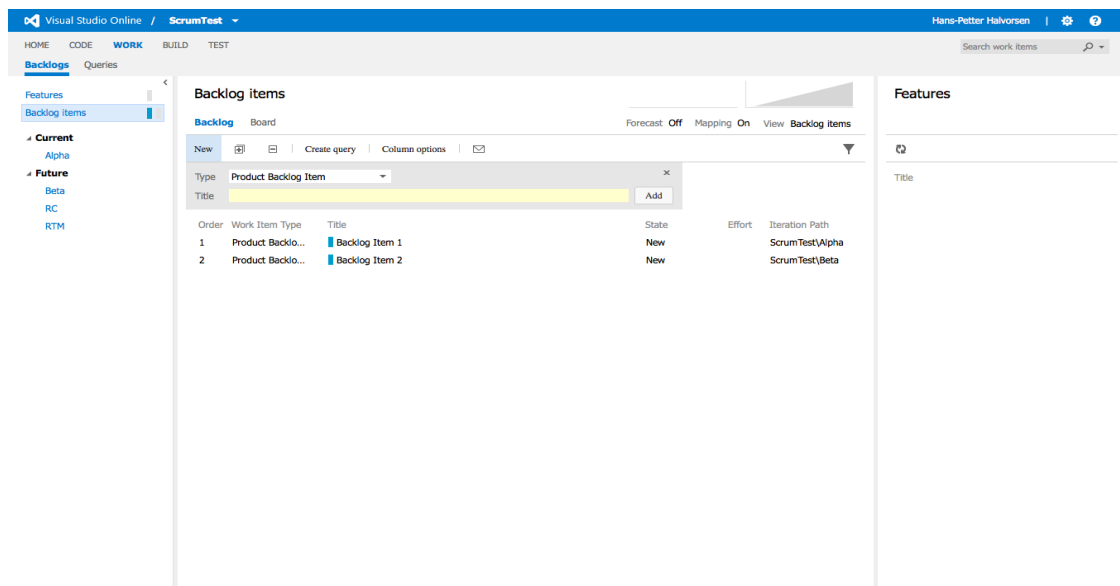 Visual Studio Online / ScrumTest Hans-Petter Halvorsen
HOME CODE WORK BUILD TEST Search work items
Backlogs Queries
Features
Backlog items
Current
Alpha
Future
Beta
RC
RTM
Backlog items
Backlog Board Forecast Off Mapping On View Backlog items
New Create query Column options
Type Product Backlog Item
Title Add
Order Work Item Type Title State Effort Iteration Path
1 Product Backlo... Backlog Item 1 New ScrumTest\Alpha
2 Product Backlo... Backlog Item 2 New ScrumTest\Beta
Features
Title